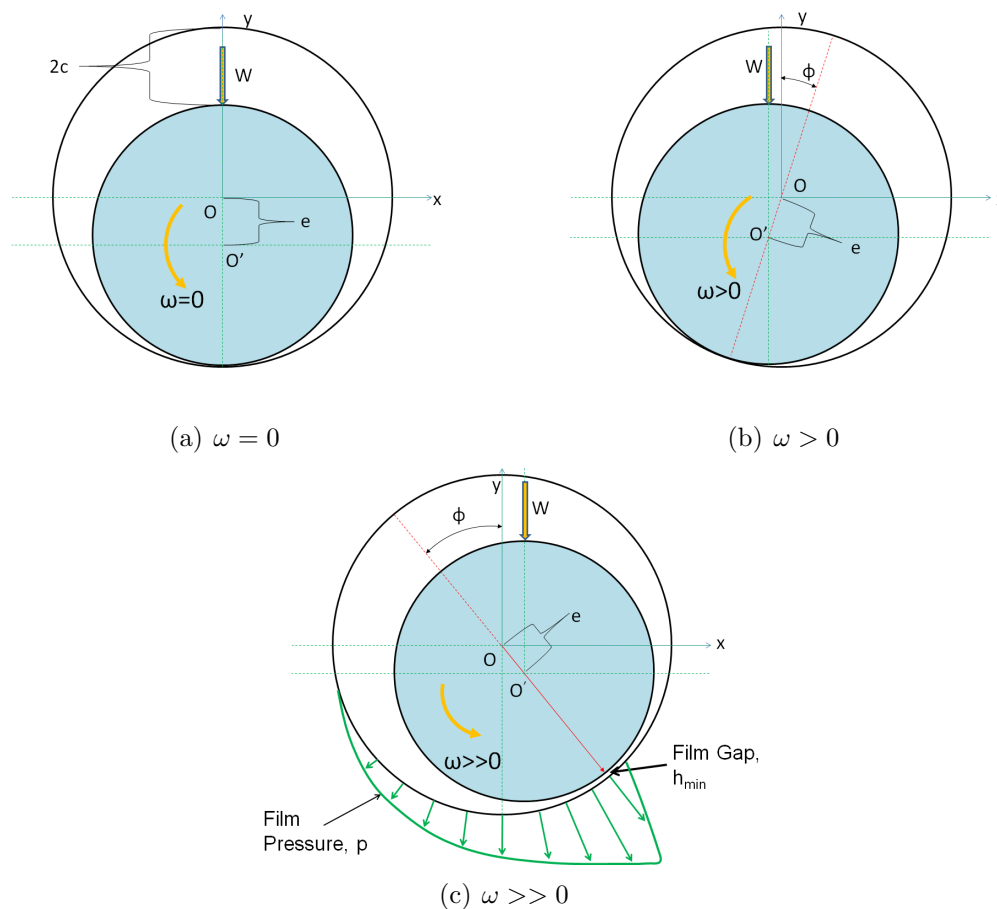 y
2c
W
O
x
e
O’
ω=0
(a) ω = 0
y
W
ϕ
O
O’
e
ω>0
(b) ω > 0
y
ϕ
W
e
x
O
O’
ω>>0
Film Gap,
hmin
Film
Pressure, p
(c) ω >> 0